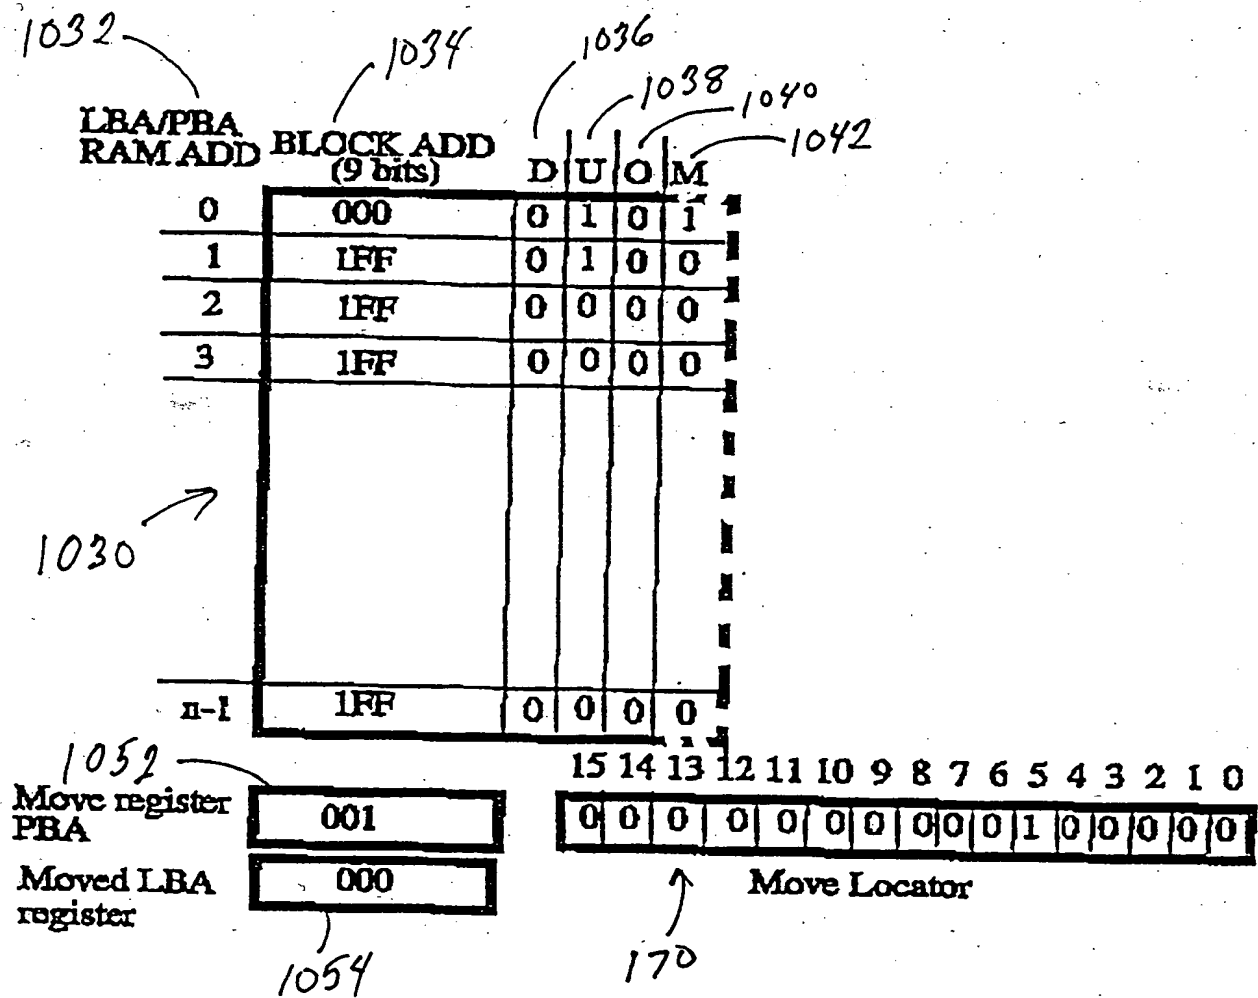 1032 1034 1036
1038 1040
1042
LBA/PBA
RAM ADD BLOCK ADD
(9 bits) D U O M
0 000 0 1 0 1
1 1FF 0 1 0 0
2 1FF 0 0 0 0
3 1FF 0 0 0 0
1030
n-1 1FF 0 0 0 0
1052
15 14 13 12 11 10 9 8 7 6 5 4 3 2 1 0
Move register
PBA 001 0 0 0 0 0 0 0 0 0 0 1 0 0 0 0 0
Moved LBA
register 000 Move Locator
1054 170